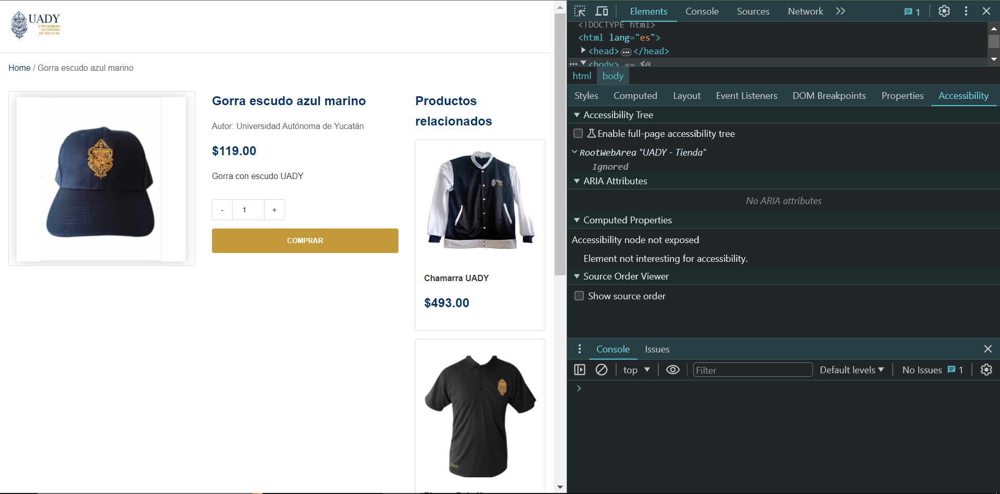 UADY
UNIVERSIDAD
AUTÓNOMA
DE YUCATÁN
Home / Gorra escudo azul marino
Gorra escudo azul marino
Autor: Universidad Autónoma de Yucatán
$119.00
Gorra con escudo UADY
- 1 +
COMPRAR
Productos
relacionados
UADY
Chamarra UADY
$493.00
UADY
Elements Console Sources Network 1
<!DOCTYPE html>
<html lang="es">
<head> ... </head>
... <body> == $0
html body
Styles Computed Layout Event Listeners DOM Breakpoints Properties Accessibility
Accessibility Tree
Enable full-page accessibility tree
RootWebArea "UADY - Tienda"
Ignored
ARIA Attributes
No ARIA attributes
Computed Properties
Accessibility node not exposed
Element not interesting for accessibility.
Source Order Viewer
Show source order
Console Issues
top Filter Default levels No Issues 1